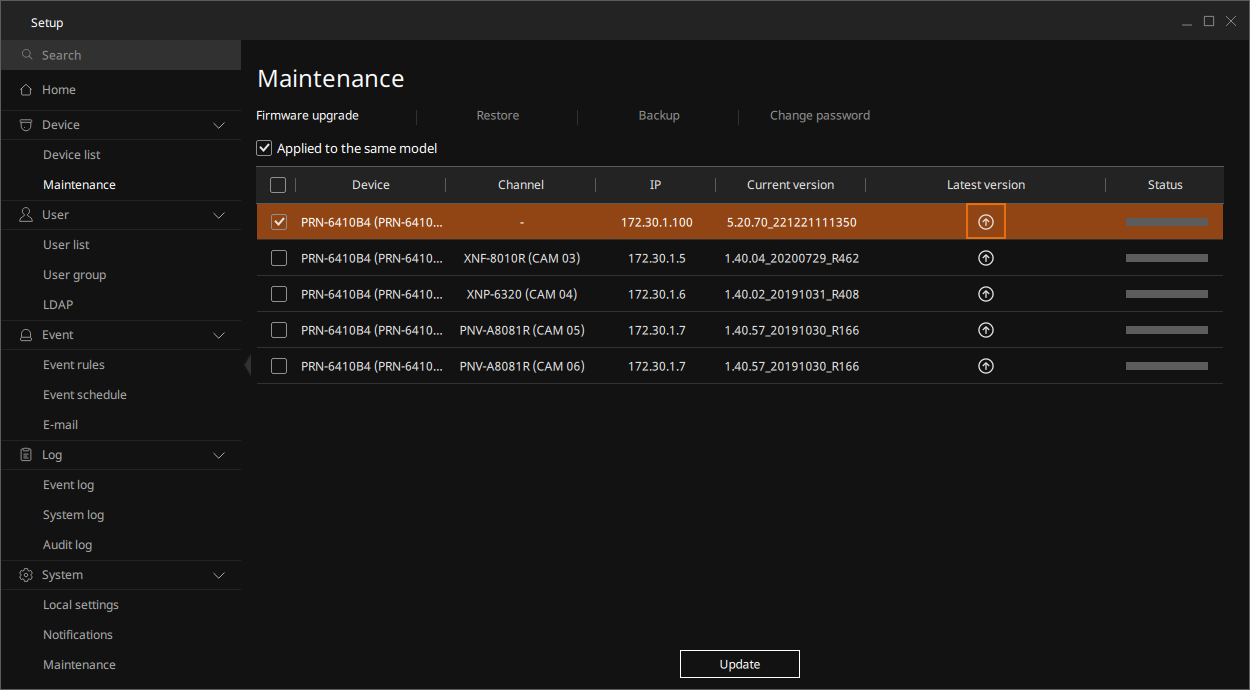 Setup
Search
Home
Device
Device list
Maintenance
User
User list
User group
LDAP
Event
Event rules
Event schedule
E-mail
Log
Event log
System log
Audit log
System
Local settings
Notifications
Maintenance
Maintenance
Firmware upgrade Restore Backup Change password
Applied to the same model
Device Channel IP Current version Latest version Status
PRN-6410B4 (PRN-6410... - 172.30.1.100 5.20.70_221221111350
PRN-6410B4 (PRN-6410... XNF-8010R (CAM 03) 172.30.1.5 1.40.04_20200729_R462
PRN-6410B4 (PRN-6410... XNP-6320 (CAM 04) 172.30.1.6 1.40.02_20191031_R408
PRN-6410B4 (PRN-6410... PNV-A8081R (CAM 05) 172.30.1.7 1.40.57_20191030_R166
PRN-6410B4 (PRN-6410... PNV-A8081R (CAM 06) 172.30.1.7 1.40.57_20191030_R166
Update